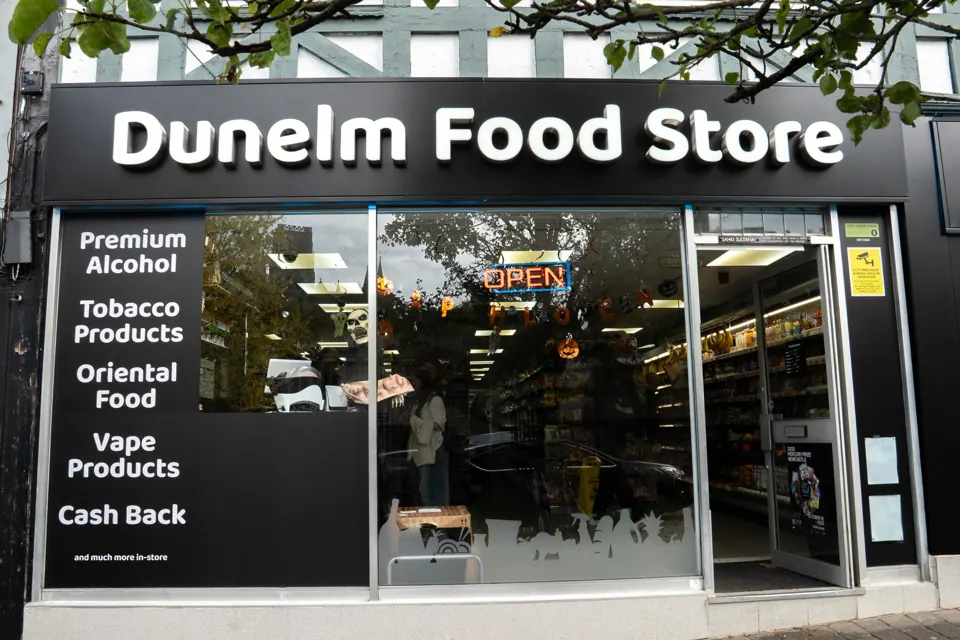 Dunelm Food Store
Premium
Alcohol
Tobacco
Products
Oriental
Food
Vape
Products
Cash Back
and much more in-store
OPEN